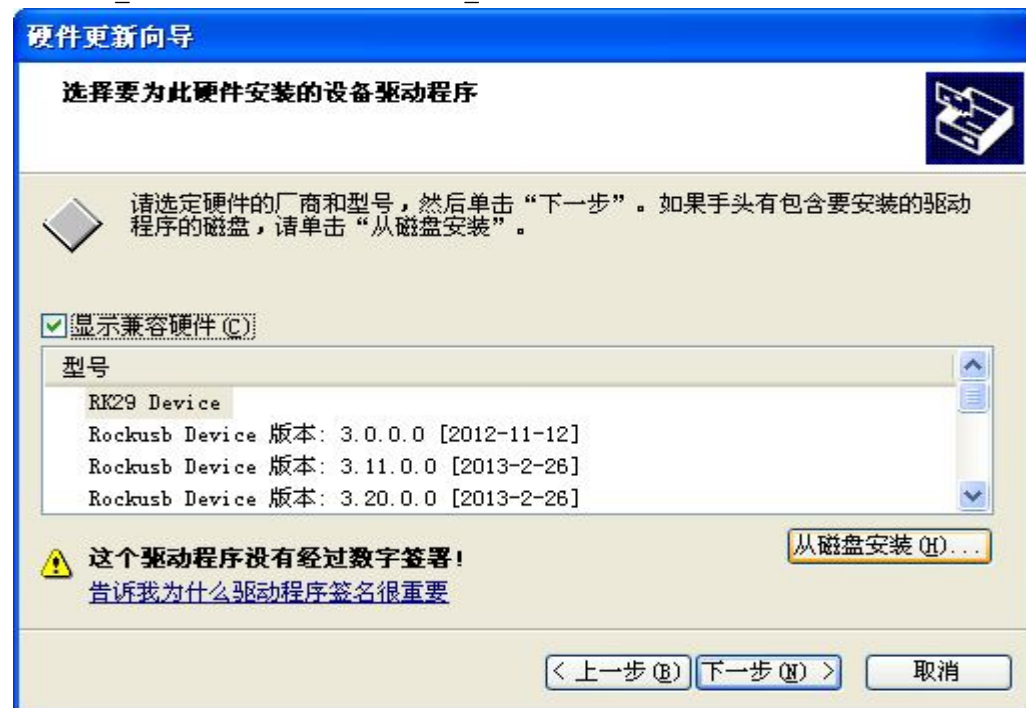 硬件更新向导
选择要为此硬件安装的设备驱动程序
请选定硬件的厂商和型号，然后单击“下一步”。如果手头有包含要安装的驱动
程序的磁盘，请单击“从磁盘安装”。
显示兼容硬件(C)
型号
RK29 Device
Rockusb Device 版本: 3.0.0.0 [2012-11-12]
Rockusb Device 版本: 3.11.0.0 [2013-2-26]
Rockusb Device 版本: 3.20.0.0 [2013-2-26]
这个驱动程序没有经过数字签署!
从磁盘安装(H)...
告诉我为什么驱动程序签名很重要
< 上一步(B)
下一步(N) >
取消